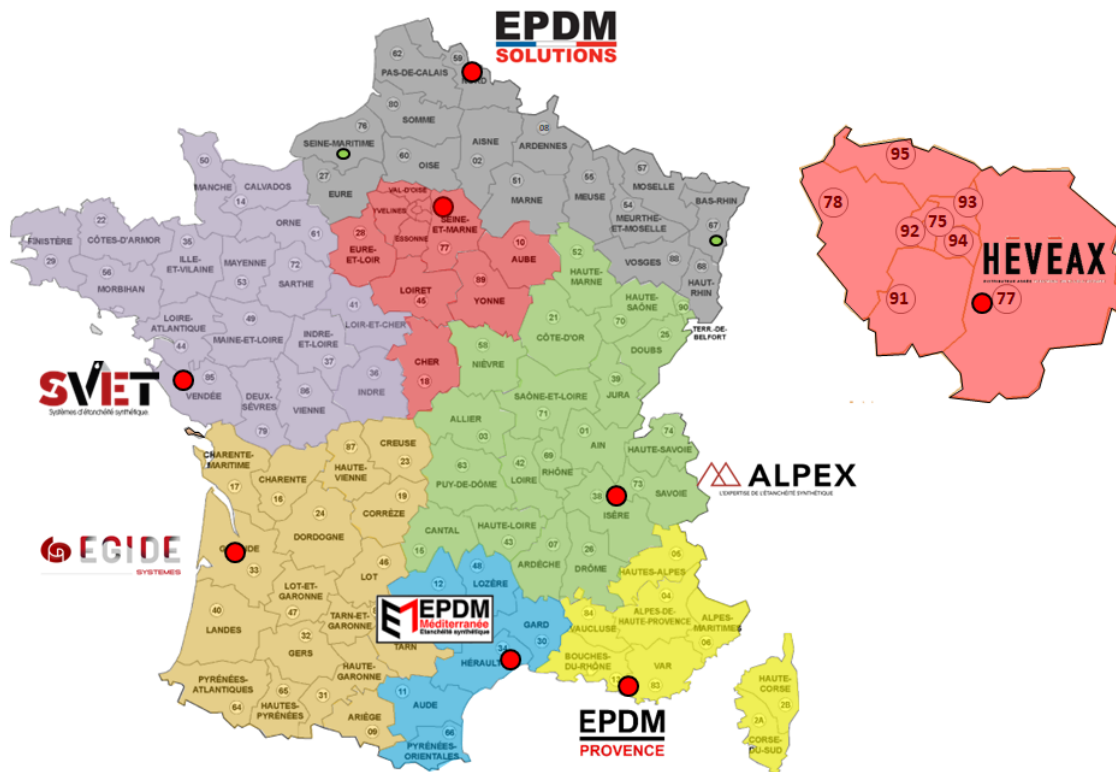 EPDM
SOLUTIONS
62
PAS-DE-CALAIS
59
NORD
80
SOMME
76
SEINE-MARITIME
27
EURE
60
OISE
AISNE
02
08
ARDENNES
51
MARNE
55
MEUSE
57
MOSELLE
54
MEURTHE-
ET-MOSELLE
BAS-RHIN
67
VOSGES
88
68
HAUT-
RHIN
90
TERR.-DE-
BELFORT
50
MANCHE
CALVADOS
14
ORNE
61
22
CÔTES-D'ARMOR
FINISTÈRE
29
56
MORBIHAN
35
ILLE-
ET-VILAINE
MAYENNE
53
72
SARTHE
LOIRE-
ATLANTIQUE
44
49
MAINE-ET-LOIRE
INDRE-
ET-LOIRE
37
41
LOIR-ET-CHER
36
INDRE
85
VENDÉE
DEUX-
SÈVRES
79
86
VIENNE
SVET
Systèmes d'étanchéité synthétique
VAL-D'OISE
YVELINES
ESSONNE
SEINE-
ET-MARNE
77
28
EURE-
ET-LOIR
LOIRET
45
10
AUBE
89
YONNE
CHER
18
52
HAUTE-
MARNE
21
CÔTE-D'OR
HAUTE-
SAÔNE
70
25
DOUBS
58
NIÈVRE
39
JURA
SAÔNE-ET-LOIRE
71
ALLIER
03
01
AIN
74
HAUTE-SAVOIE
63
PUY-DE-DÔME
42
LOIRE
69
RHÔNE
73
SAVOIE
38
ISÈRE
CANTAL
15
HAUTE-LOIRE
43
07
ARDÈCHE
26
DRÔME
ALPEX
L'EXPERTISE DE L'ÉTANCHÉITÉ SYNTHÉTIQUE
CHARENTE-
MARITIME
17
CHARENTE
16
87
HAUTE-
VIENNE
CREUSE
23
19
CORRÈZE
24
DORDOGNE
33
46
LOT
LOT-ET-
GARONNE
47
40
LANDES
32
GERS
TARN-ET-
GARONNE
TARN
HAUTE-
GARONNE
31
PYRÉNÉES-
ATLANTIQUES
64
65
HAUTES-
PYRÉNÉES
ARIÈGE
09
EGIDE
SYSTEMES
12
48
LOZÈRE
GARD
30
34
HÉRAULT
11
AUDE
66
PYRÉNÉES-
ORIENTALES
EPDM
Méditerranée
Etanchéité synthétique
05
HAUTES-ALPES
04
ALPES-DE-
HAUTE-PROVENCE
ALPES-
MARITIMES
06
84
VAUCLUSE
BOUCHES-
DU-RHÔNE
13
VAR
83
HAUTE-
CORSE
2B
2A
CORSE-
DU-SUD
EPDM
PROVENCE
95
78
93
75
92
94
91
77
HĒVĒAX